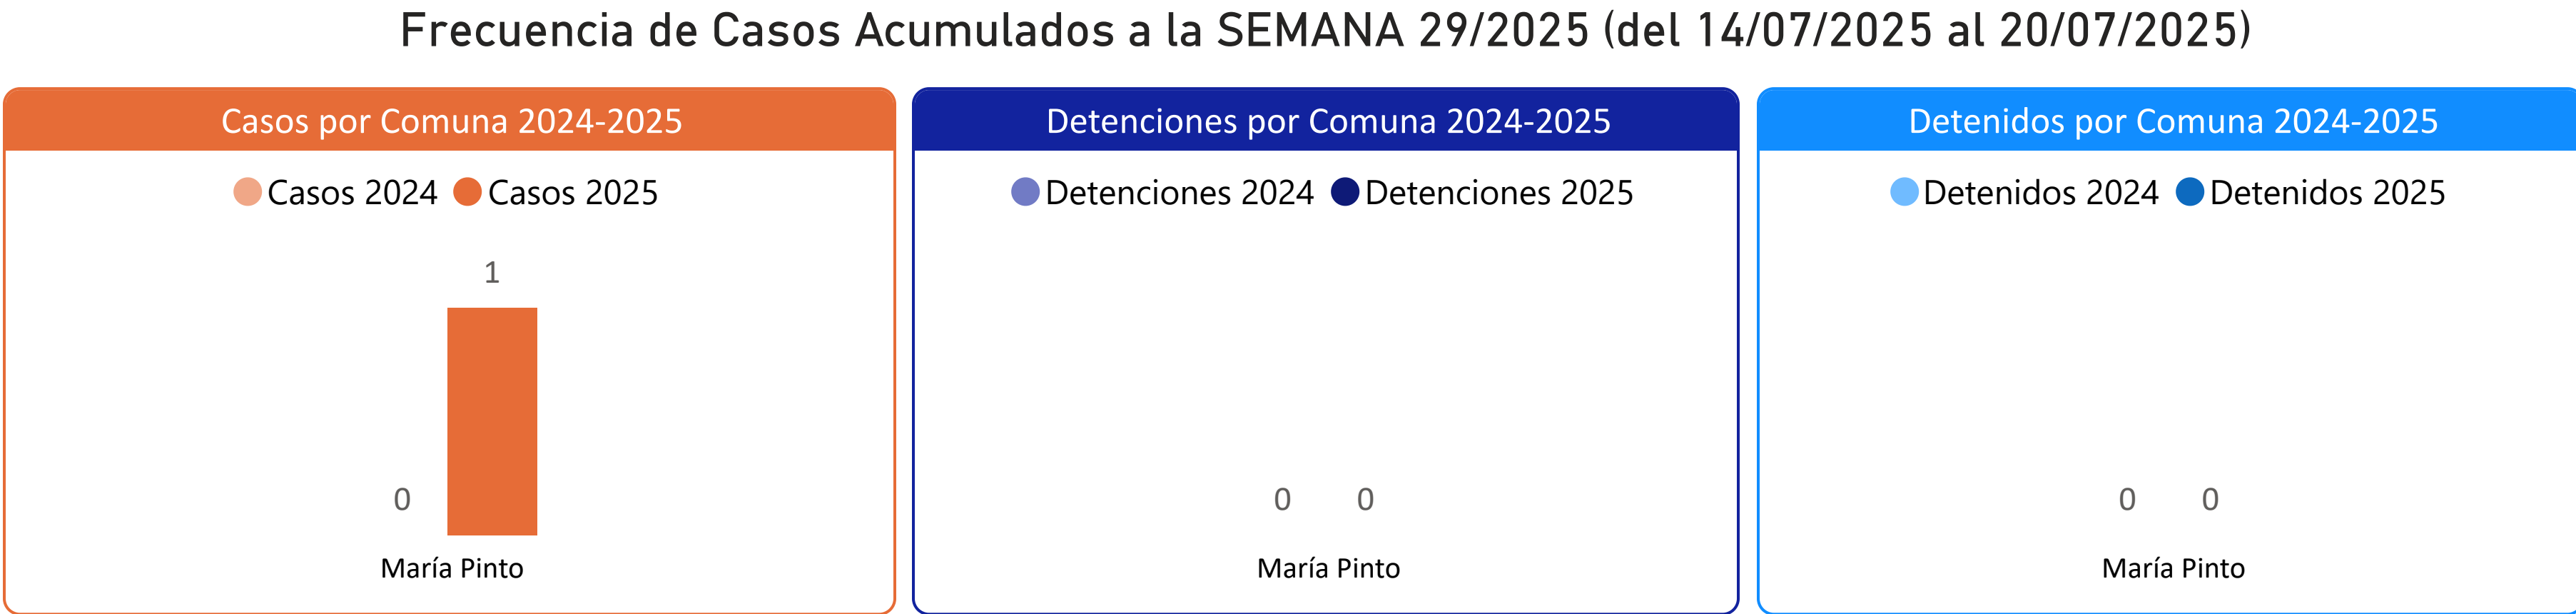 Frecuencia de Casos Acumulados a la SEMANA 29/2025 (del 14/07/2025 al 20/07/2025)
Casos por Comuna 2024-2025
Casos 2024 Casos 2025
1
0
María Pinto
Detenciones por Comuna 2024-2025
Detenciones 2024 Detenciones 2025
0 0
María Pinto
Detenidos por Comuna 2024-2025
Detenidos 2024 Detenidos 2025
0 0
María Pinto